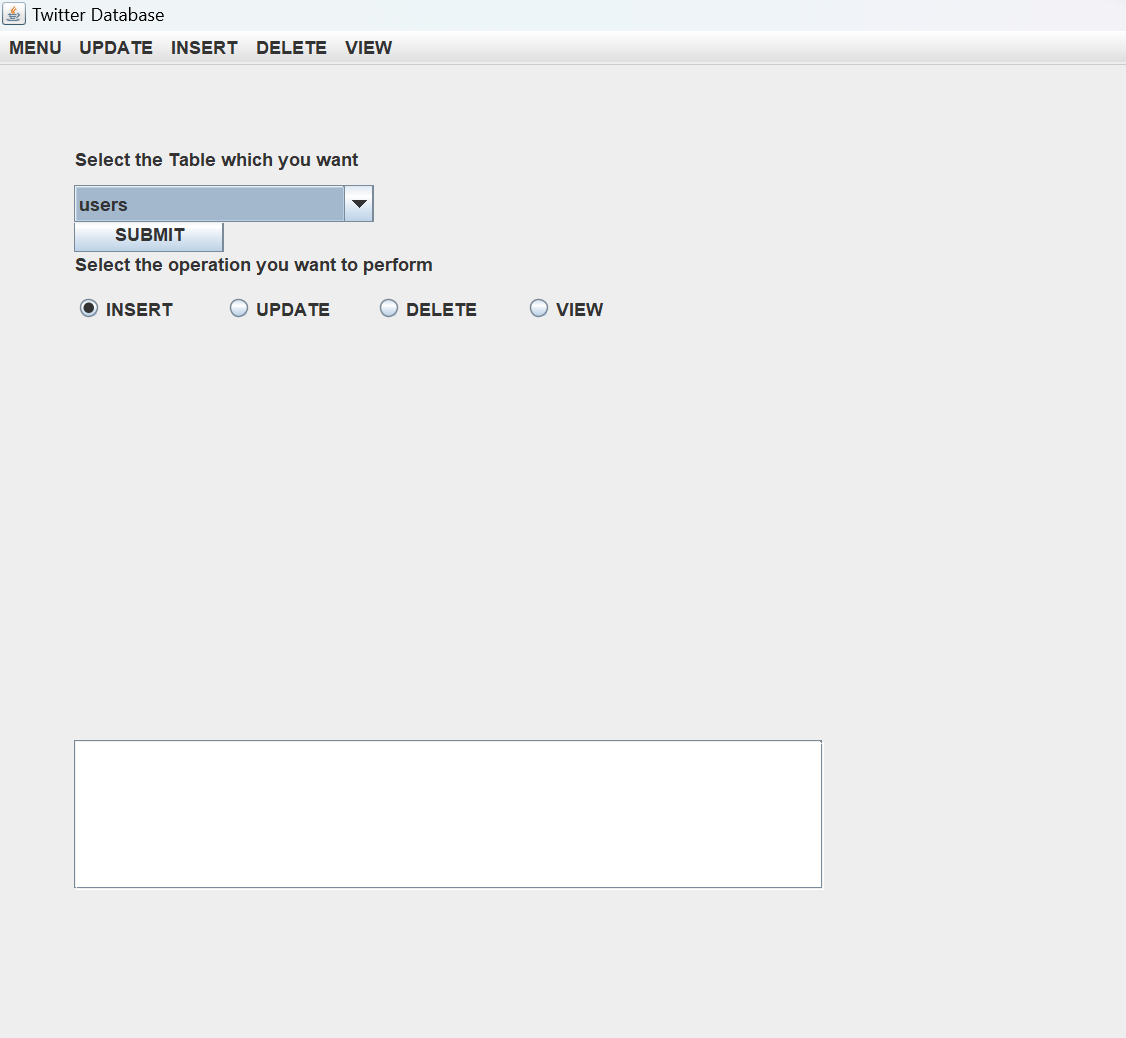 Twitter Database
MENU UPDATE INSERT DELETE VIEW
Select the Table which you want
users
SUBMIT
Select the operation you want to perform
INSERT UPDATE DELETE VIEW